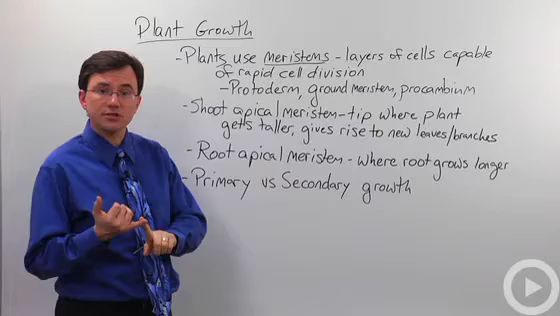 Plant Growth
-Plants use meristems - layers of cells capable
of rapid cell division
-Protoderm, ground meristem, procambium
-Shoot apical meristem-tip where plant
gets taller, gives rise to new leaves/branches
-Root apical meristem - where root grows longer
-Primary vs Secondary growth